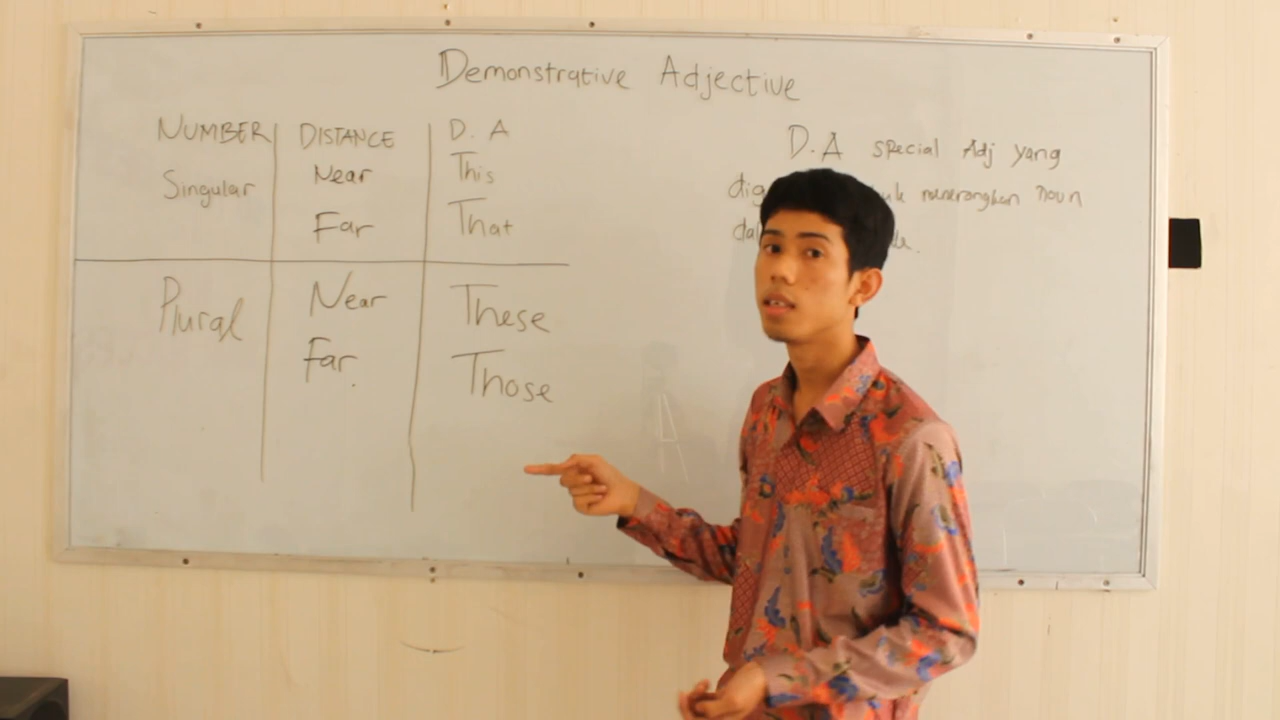 Demonstrative Adjective
NUMBER DISTANCE D. A
Singular Near This
Far That
Plural Near These
Far. Those
D.A special Adj yang
menerangkan Noun